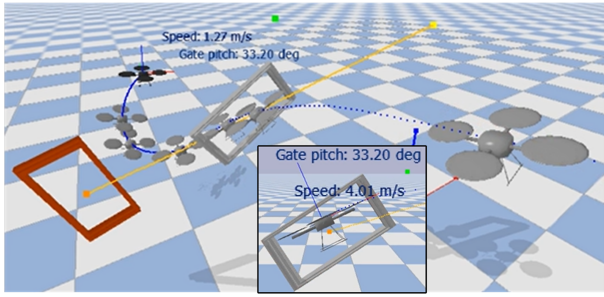 Speed: 1.27 m/s
Gate pitch: 33.20 deg
Gate pitch: 33.20 deg
Speed: 4.01 m/s